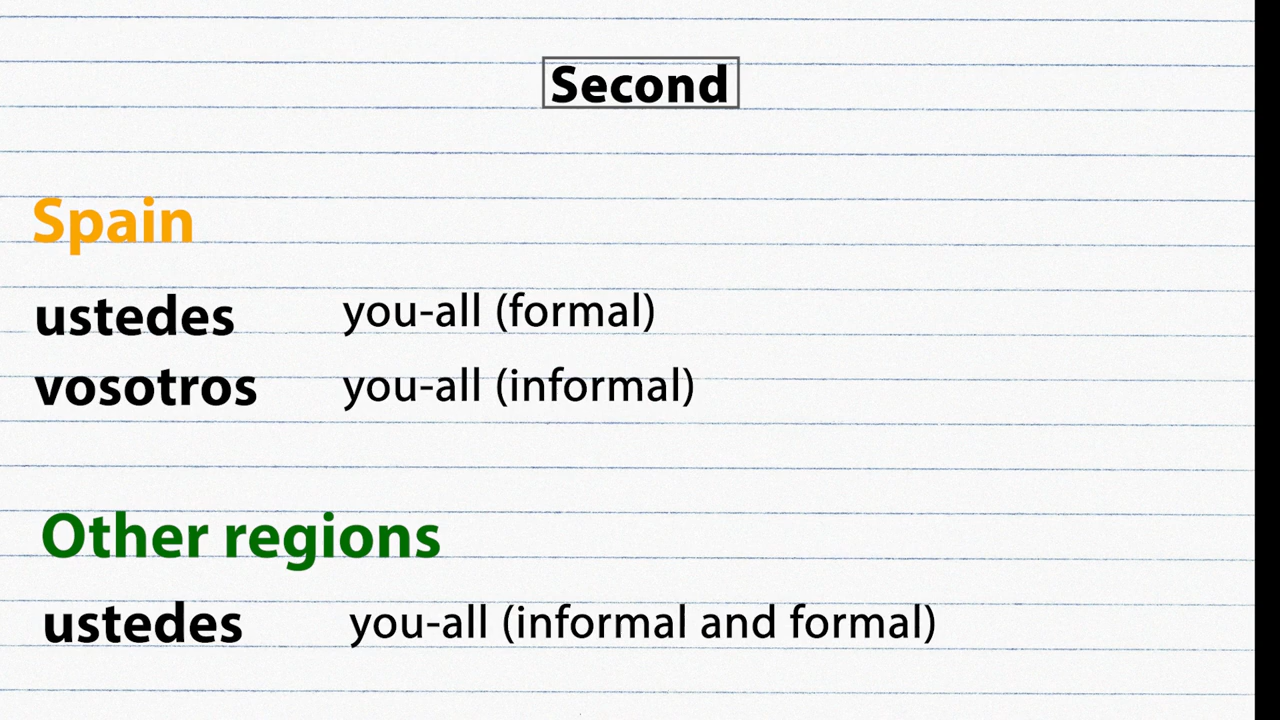 Second
Spain
ustedes you-all (formal)
vosotros you-all (informal)
Other regions
ustedes you-all (informal and formal)